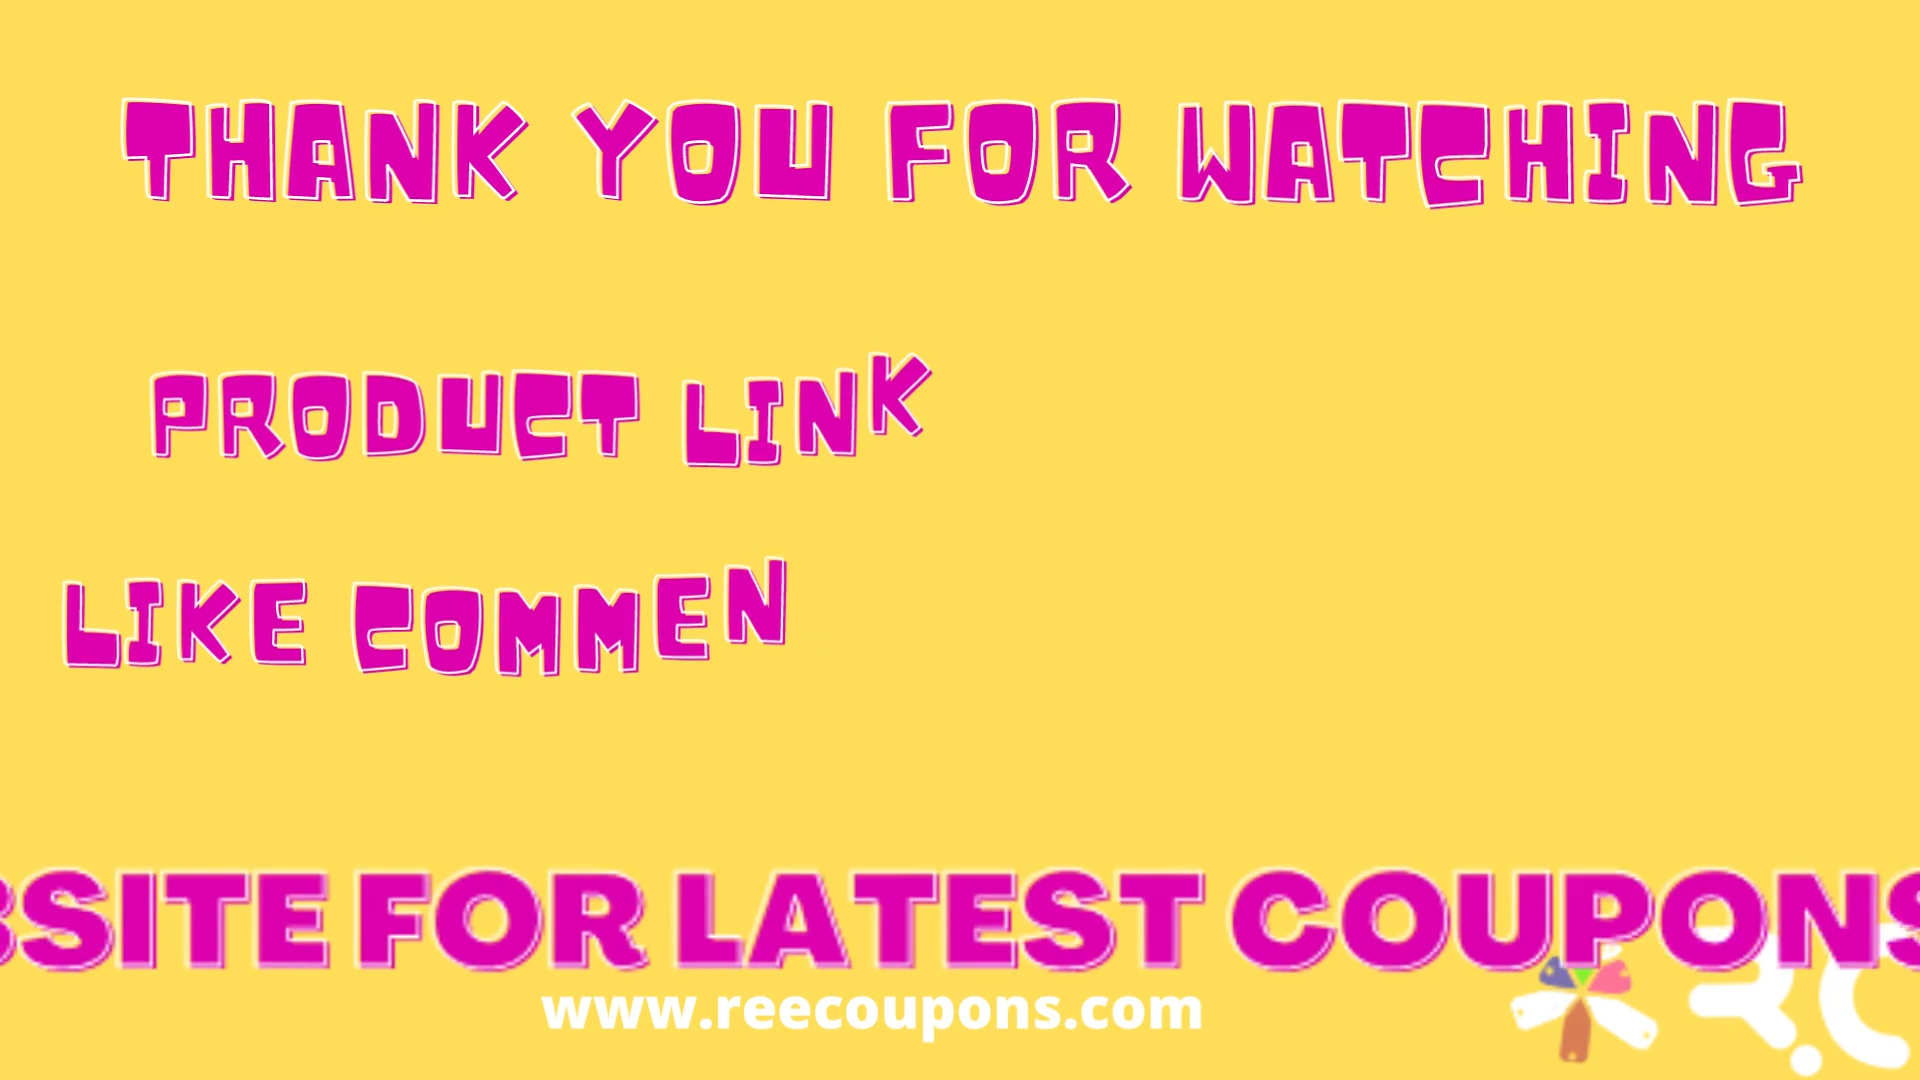 THANK YOU FOR WATCHING
PRODUCT LINK
LIKE COMMEN
SITE FOR LATEST COUPONS
www.reecoupons.com
R.C